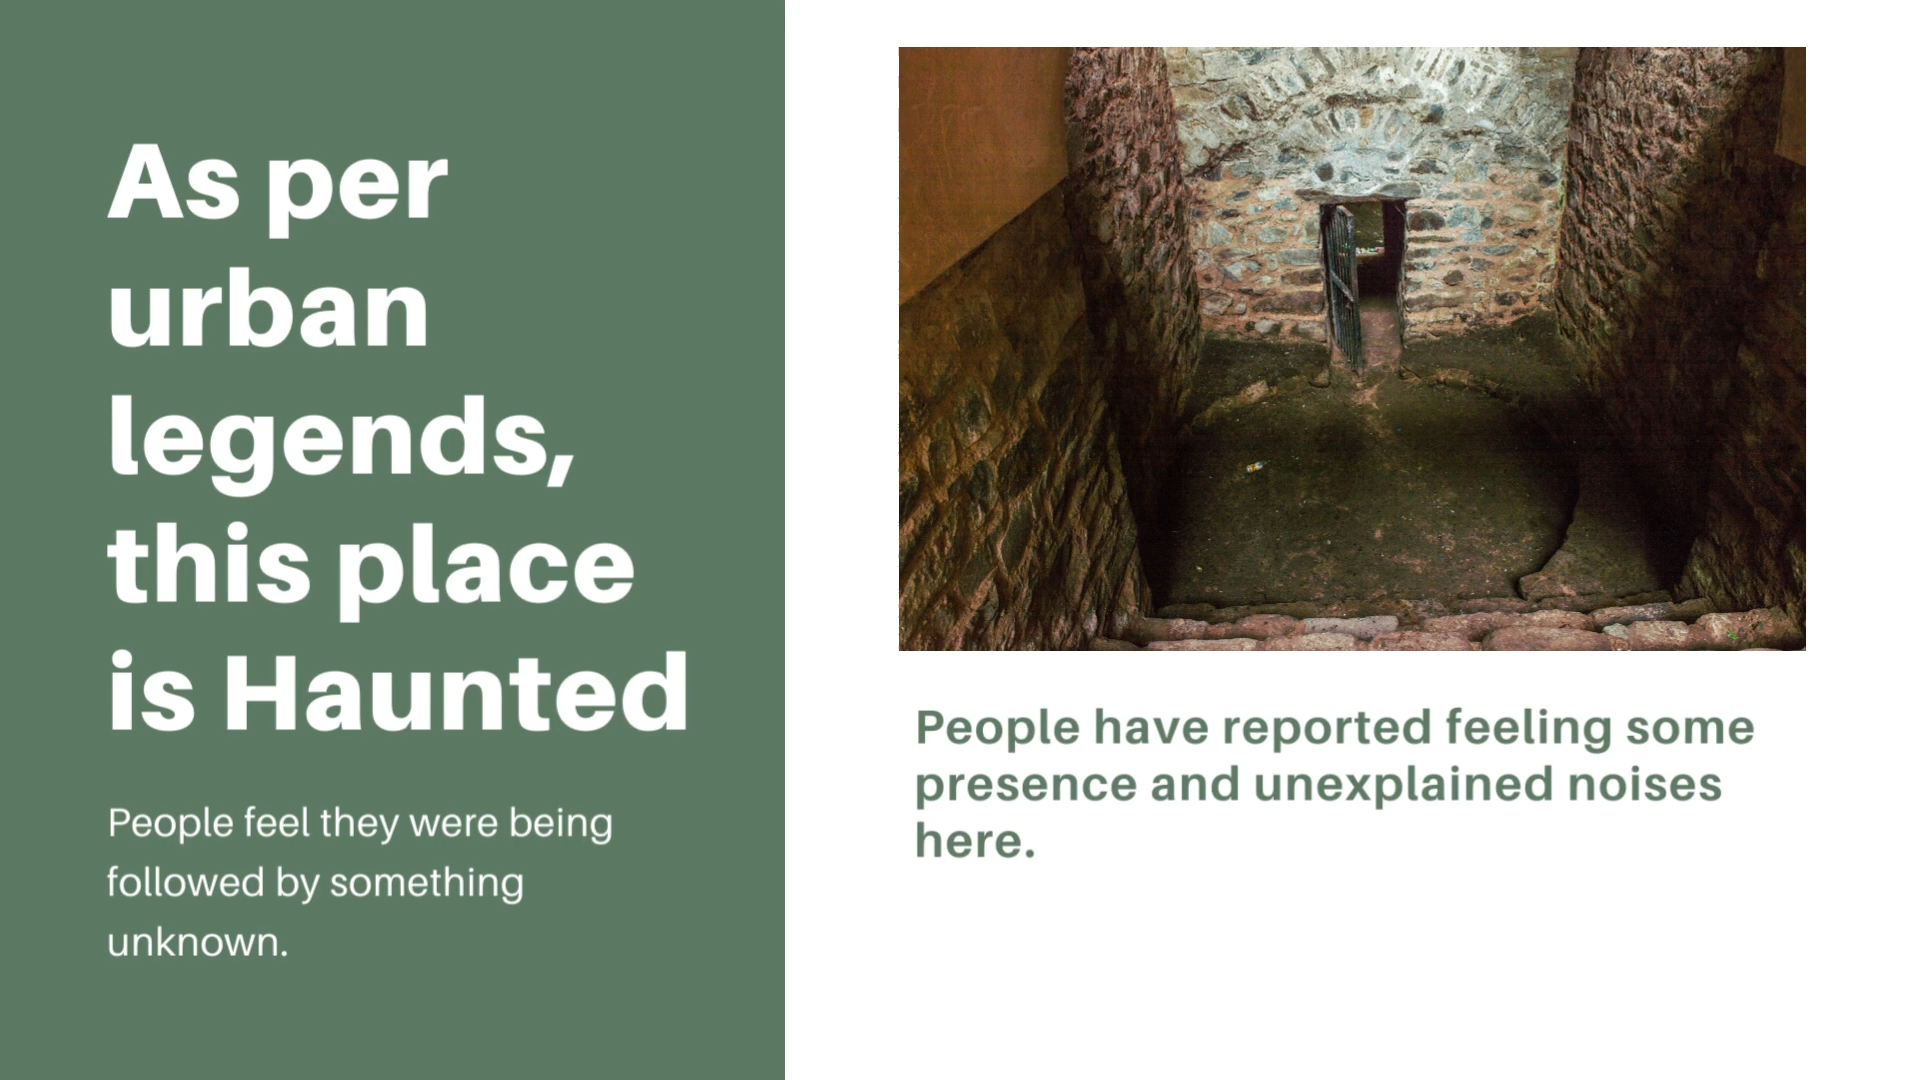 As per
urban
legends,
this place
is Haunted
People feel they were being
followed by something
unknown.
People have reported feeling some
presence and unexplained noises
here.